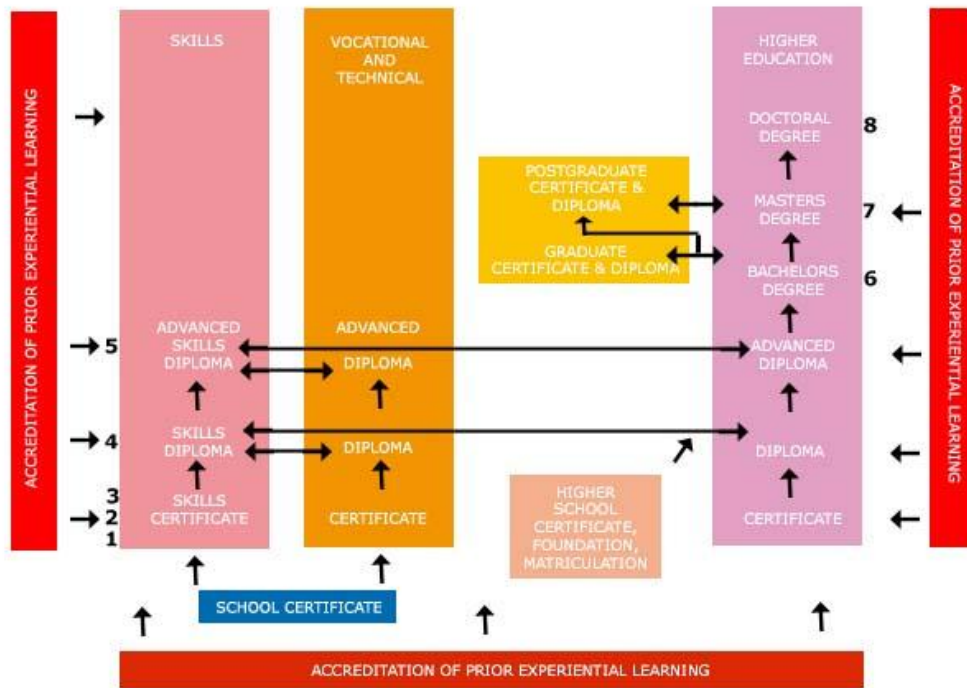 ACCREDITATION OF PRIOR EXPERIENTIAL LEARNING
SKILLS
ADVANCED
SKILLS
DIPLOMA
SKILLS
DIPLOMA
SKILLS
CERTIFICATE
5
4
3
2
1
VOCATIONAL
AND
TECHNICAL
ADVANCED
DIPLOMA
DIPLOMA
CERTIFICATE
SCHOOL CERTIFICATE
POSTGRADUATE
CERTIFICATE &
DIPLOMA
GRADUATE
CERTIFICATE & DIPLOMA
HIGHER
SCHOOL
CERTIFICATE,
FOUNDATION,
MATRICULATION
HIGHER
EDUCATION
DOCTORAL
DEGREE
MASTERS
DEGREE
BACHELORS
DEGREE
ADVANCED
DIPLOMA
DIPLOMA
CERTIFICATE
8
7
6
ACCREDITATION OF PRIOR EXPERIENTIAL LEARNING
ACCREDITATION OF PRIOR EXPERIENTIAL LEARNING